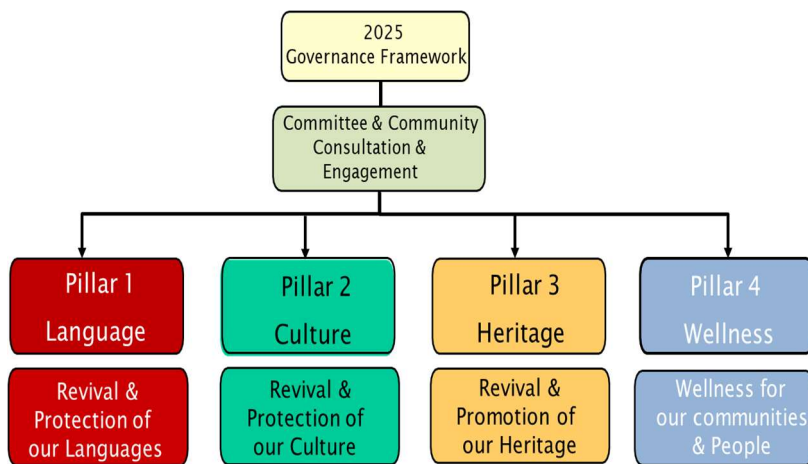 2025
Governance Framework
Committee & Community
Consultation &
Engagement
Pillar 1
Language
Pillar 2
Culture
Pillar 3
Heritage
Pillar 4
Wellness
Revival &
Protection of
our Languages
Revival &
Protection of
our Culture
Revival &
Promotion of
our Heritage
Wellness for
our communities
& People